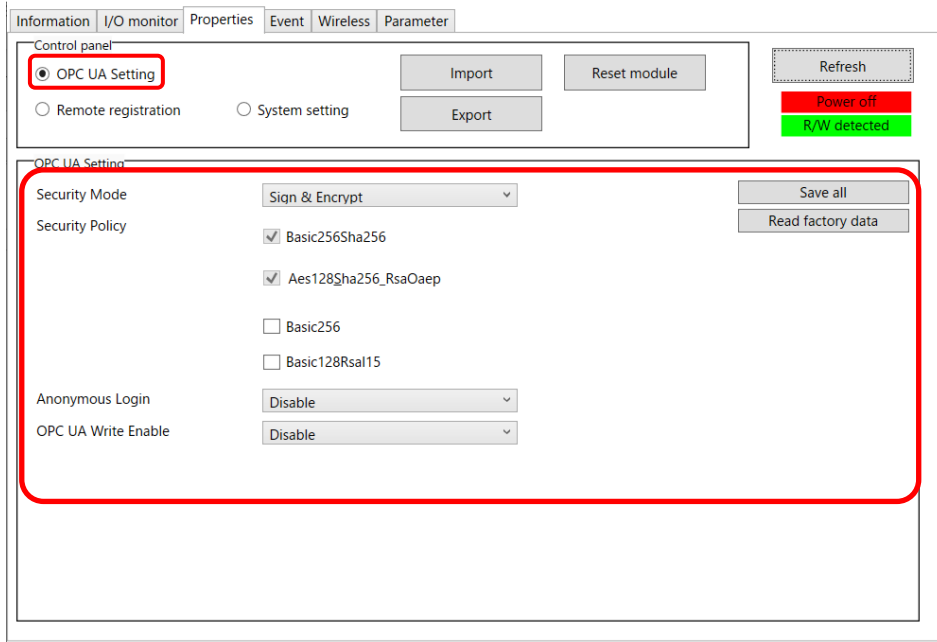 Information I/O monitor Properties Event Wireless Parameter
Control panel
OPC UA Setting
Import
Reset module
Refresh
Remote registration
System setting
Export
Power off
R/W detected
OPC UA Setting
Security Mode
Sign & Encrypt
Save all
Security Policy
Read factory data
Basic256Sha256
Aes128Sha256_RsaOaep
Basic256
Basic128Rsal15
Anonymous Login
Disable
OPC UA Write Enable
Disable